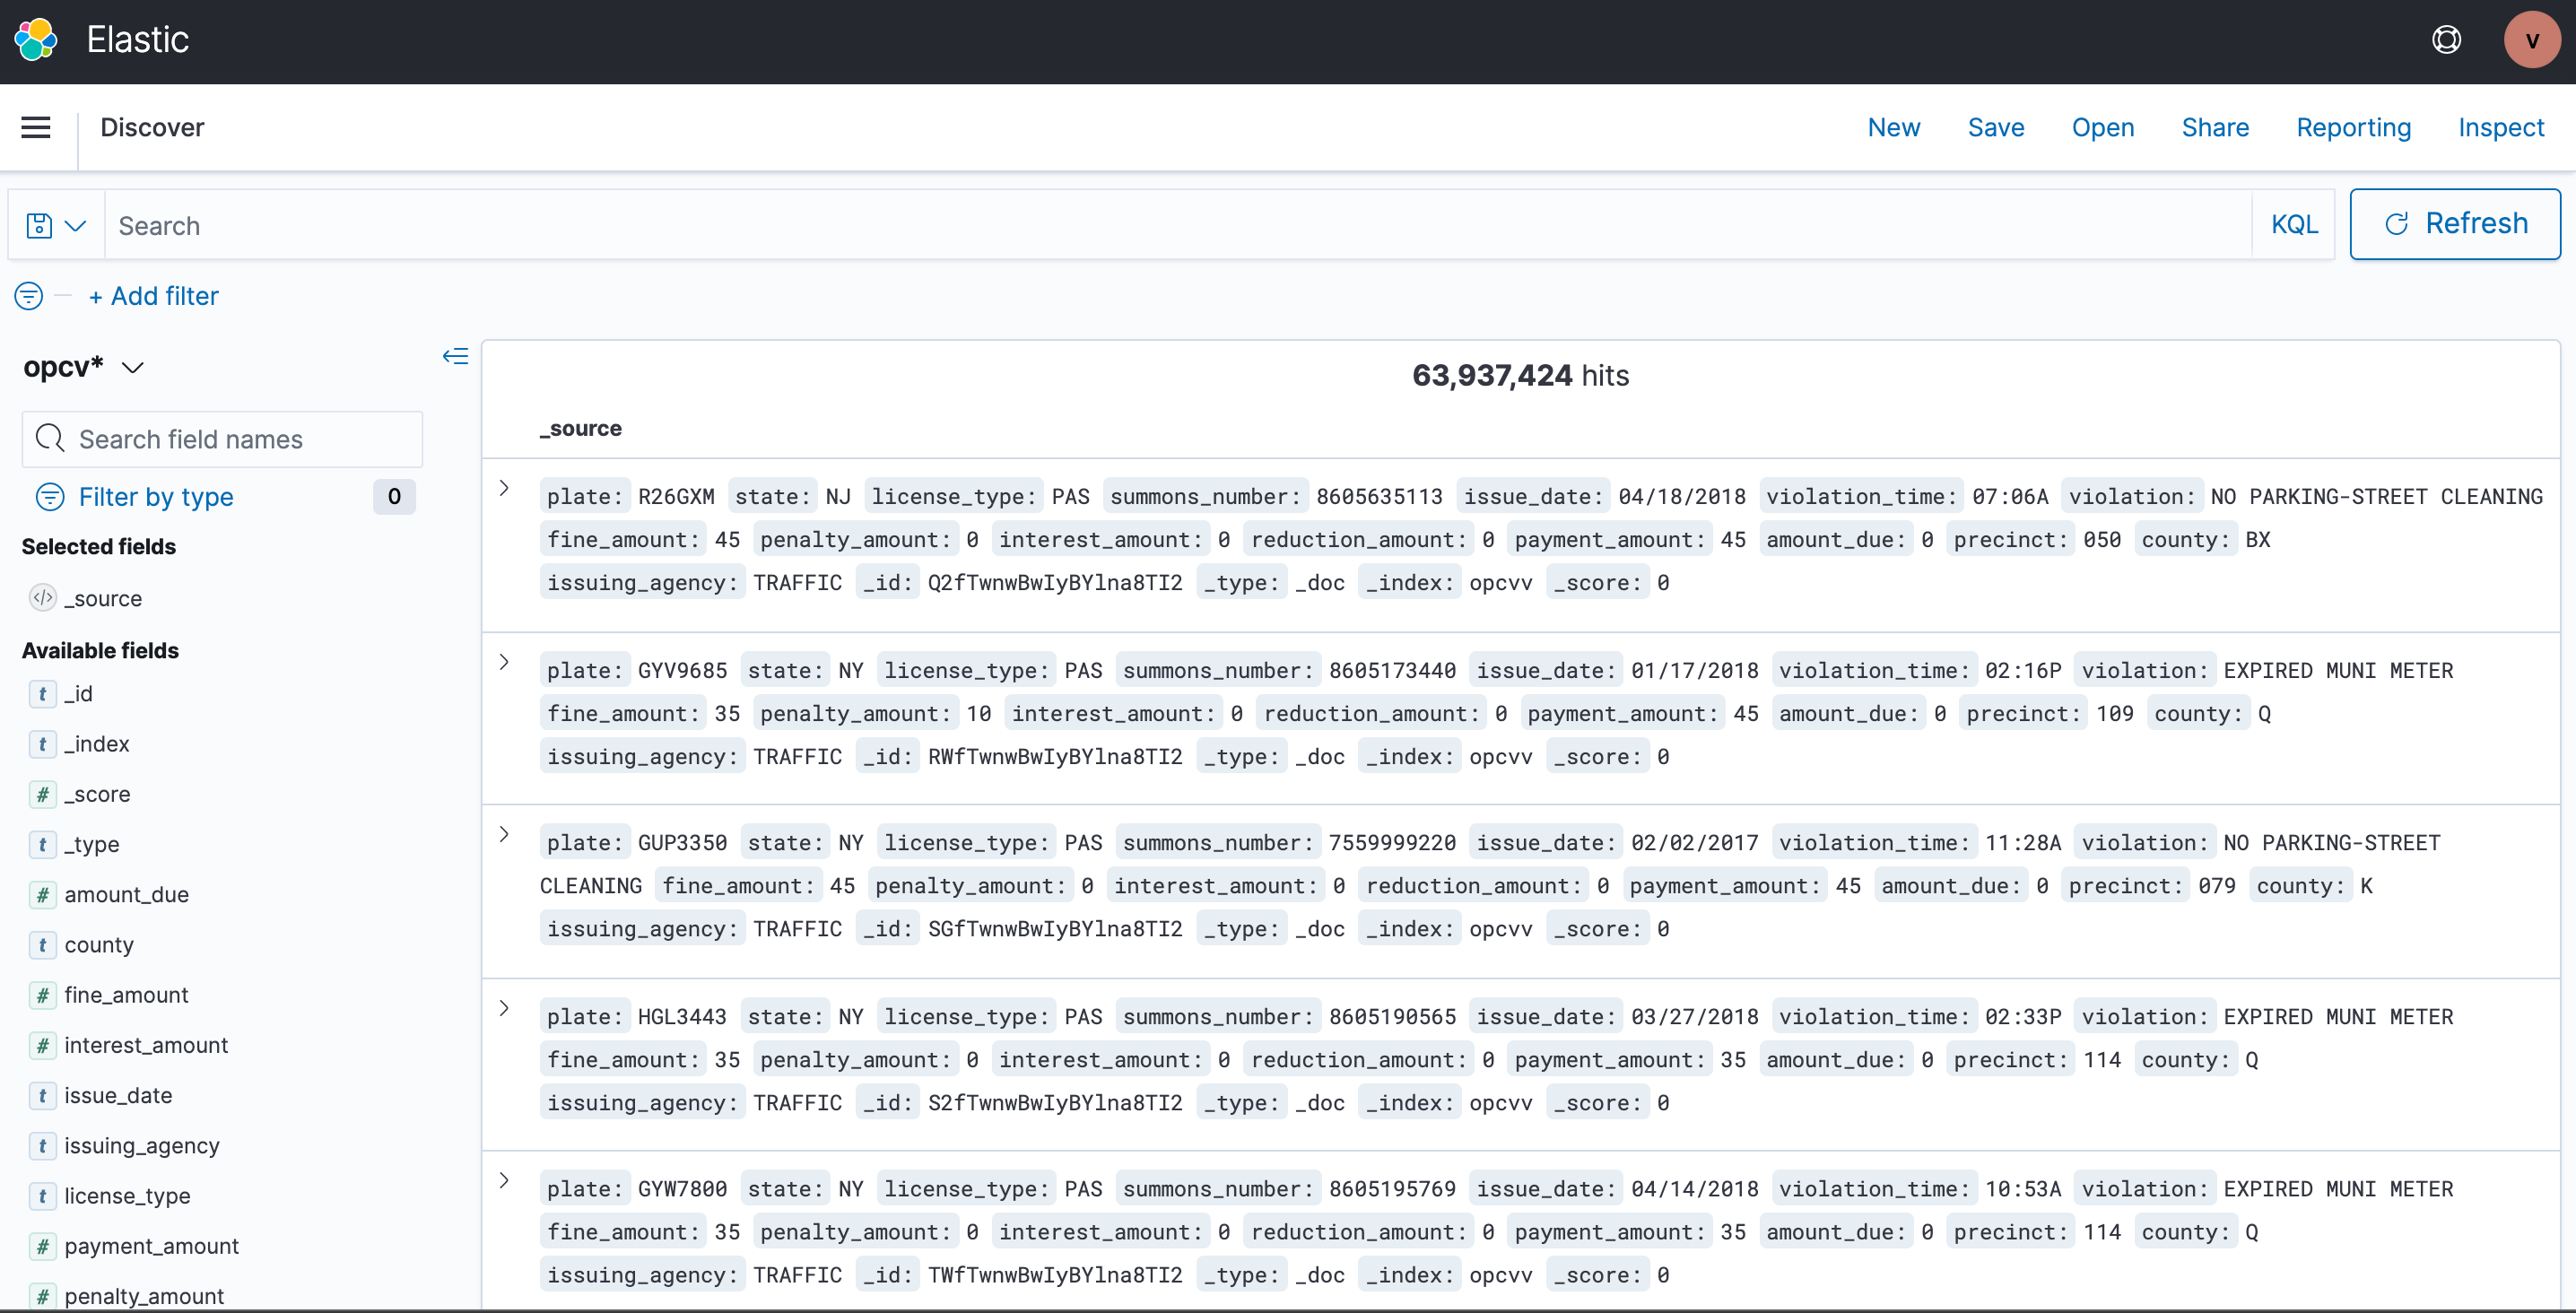 Elastic
v
Discover
New Save Open Share Reporting Inspect
Search
KQL
Refresh
+ Add filter
opcv*
Search field names
Filter by type 0
Selected fields
</> _source
Available fields
t _id
t _index
# _score
t _type
# amount_due
t county
# fine_amount
# interest_amount
t issue_date
t issuing_agency
t license_type
# payment_amount
# penalty_amount
63,937,424 hits
_source
plate: R26GXM state: NJ license_type: PAS summons_number: 8605635113 issue_date: 04/18/2018 violation_time: 07:06A violation: NO PARKING-STREET CLEANING
fine_amount: 45 penalty_amount: 0 interest_amount: 0 reduction_amount: 0 payment_amount: 45 amount_due: 0 precinct: 050 county: BX
issuing_agency: TRAFFIC _id: Q2fTwnwBwIyBYlna8TI2 _type: _doc _index: opcvv _score: 0
plate: GYV9685 state: NY license_type: PAS summons_number: 8605173440 issue_date: 01/17/2018 violation_time: 02:16P violation: EXPIRED MUNI METER
fine_amount: 35 penalty_amount: 10 interest_amount: 0 reduction_amount: 0 payment_amount: 45 amount_due: 0 precinct: 109 county: Q
issuing_agency: TRAFFIC _id: RWfTwnwBwIyBYlna8TI2 _type: _doc _index: opcvv _score: 0
plate: GUP3350 state: NY license_type: PAS summons_number: 7559999220 issue_date: 02/02/2017 violation_time: 11:28A violation: NO PARKING-STREET
CLEANING fine_amount: 45 penalty_amount: 0 interest_amount: 0 reduction_amount: 0 payment_amount: 45 amount_due: 0 precinct: 079 county: K
issuing_agency: TRAFFIC _id: SGfTwnwBwIyBYlna8TI2 _type: _doc _index: opcvv _score: 0
plate: HGL3443 state: NY license_type: PAS summons_number: 8605190565 issue_date: 03/27/2018 violation_time: 02:33P violation: EXPIRED MUNI METER
fine_amount: 35 penalty_amount: 0 interest_amount: 0 reduction_amount: 0 payment_amount: 35 amount_due: 0 precinct: 114 county: Q
issuing_agency: TRAFFIC _id: S2fTwnwBwIyBYlna8TI2 _type: _doc _index: opcvv _score: 0
plate: GYW7800 state: NY license_type: PAS summons_number: 8605195769 issue_date: 04/14/2018 violation_time: 10:53A violation: EXPIRED MUNI METER
fine_amount: 35 penalty_amount: 0 interest_amount: 0 reduction_amount: 0 payment_amount: 35 amount_due: 0 precinct: 114 county: Q
issuing_agency: TRAFFIC _id: TWfTwnwBwIyBYlna8TI2 _type: _doc _index: opcvv _score: 0